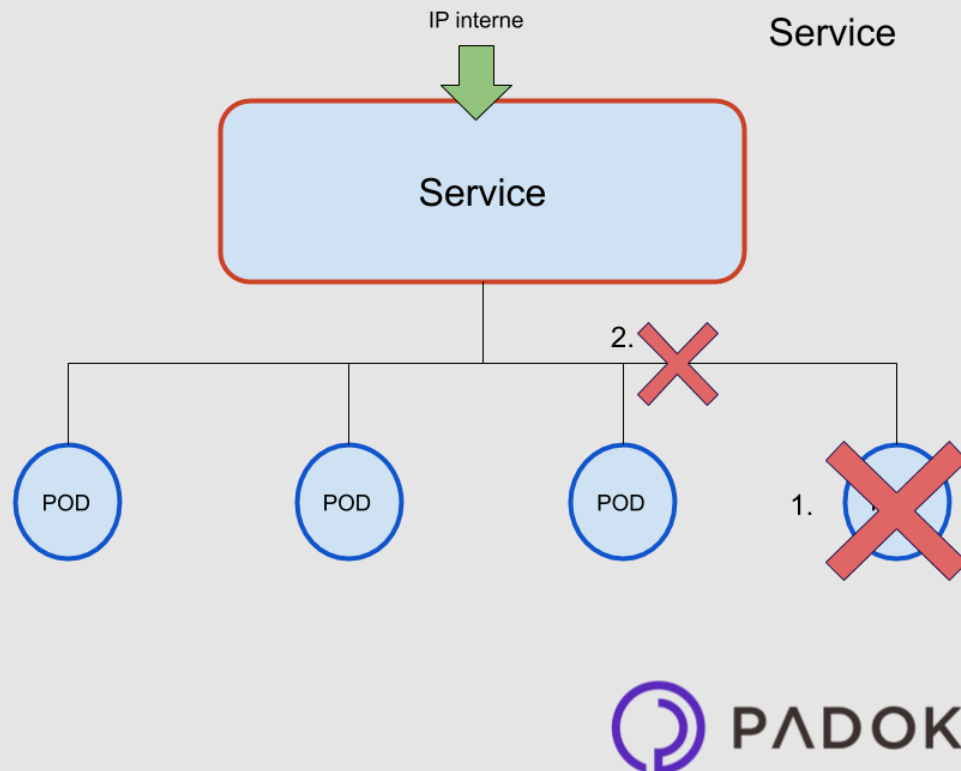 IP interne
Service
Service
2.
POD
POD
POD
1.
PADOK